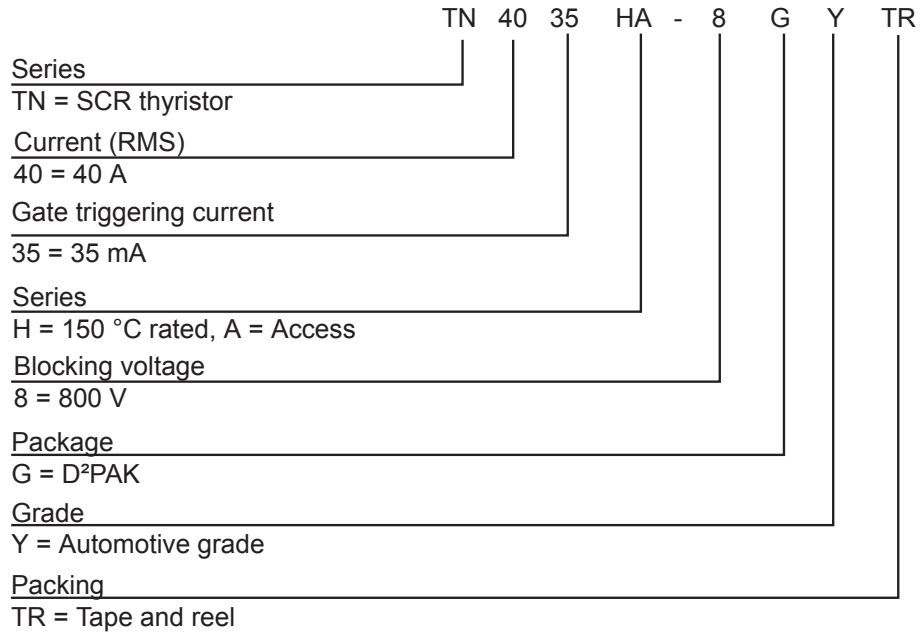 TN 40 35 HA - 8 G Y TR
Series
TN = SCR thyristor
Current (RMS)
40 = 40 A
Gate triggering current
35 = 35 mA
Series
H = 150 °C rated, A = Access
Blocking voltage
8 = 800 V
Package
G = D²PAK
Grade
Y = Automotive grade
Packing
TR = Tape and reel